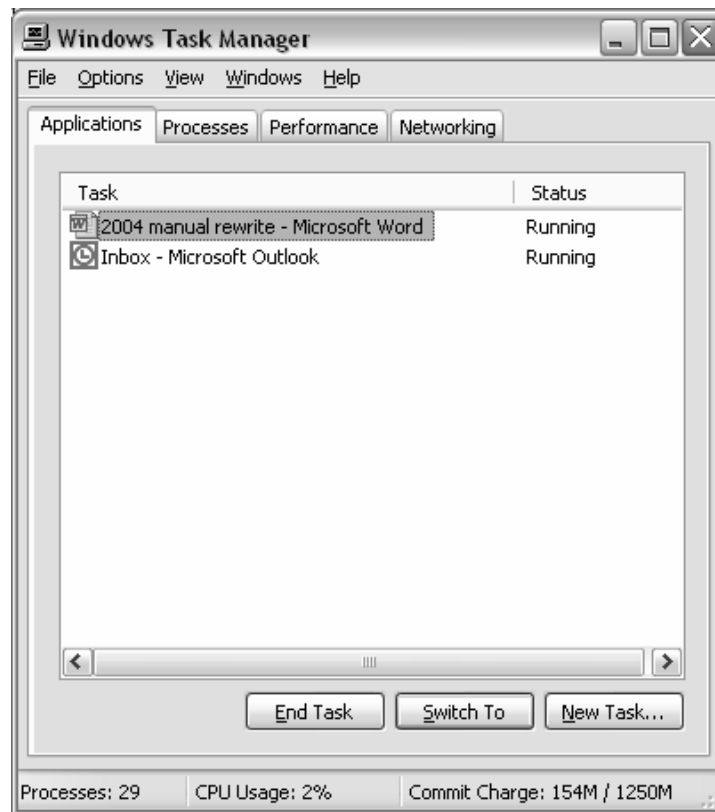 Windows Task Manager
File Options View Windows Help
Applications Processes Performance Networking
Task Status
2004 manual rewrite - Microsoft Word Running
Inbox - Microsoft Outlook Running
End Task Switch To New Task...
Processes: 29 CPU Usage: 2% Commit Charge: 154M / 1250M